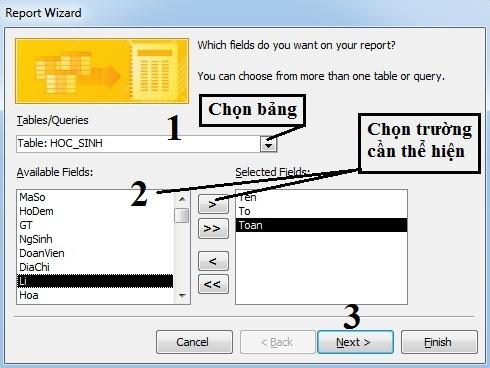 Report Wizard
Which fields do you want on your report?
You can choose from more than one table or query.
Chọn bảng
Tables/Queries
1
Table: HOC_SINH
Chọn trường
cần thể hiện
Available Fields:
2
Selected Fields:
MaSo
HoDem
GT
NgSinh
DoanVien
DiaChi
Li
Hoa
>
>>
<
<<
Ten
To
Toan
3
Cancel
< Back
Next >
Finish